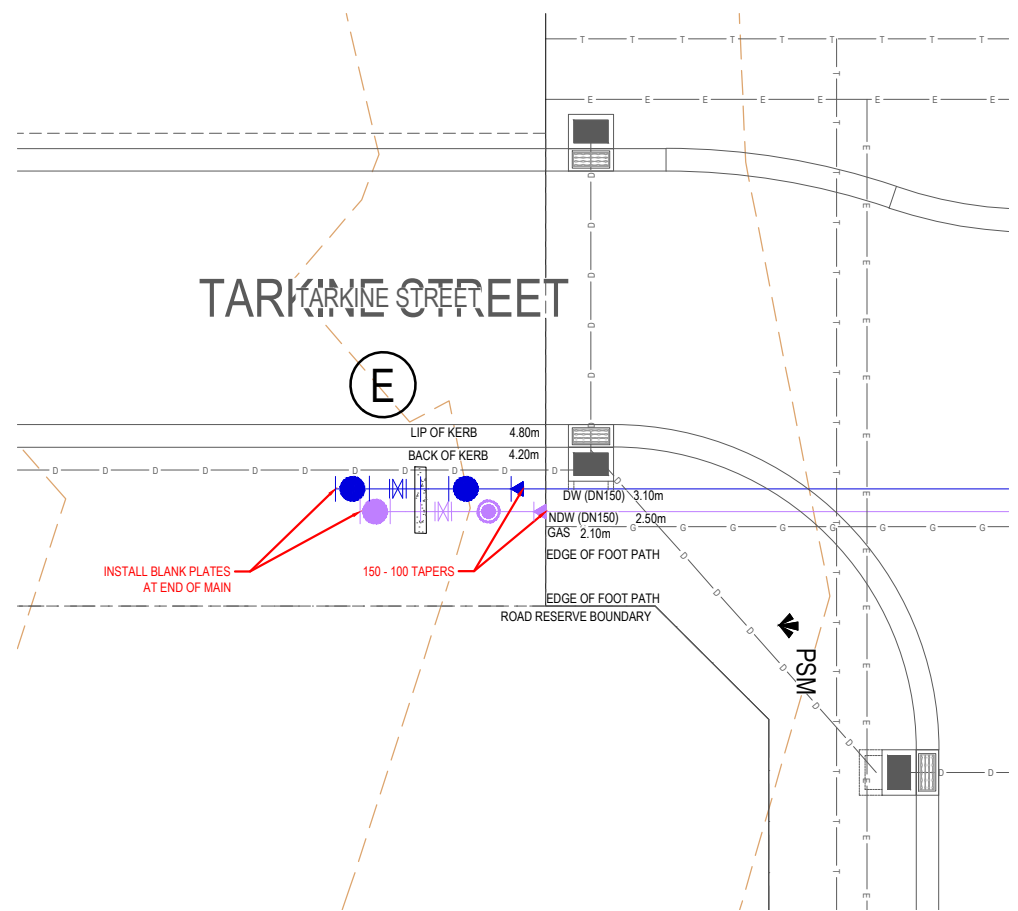 TARKINE STREET
TARKINE STREET
E
LIP OF KERB 4.80m
BACK OF KERB 4.20m
DW (DN150) 3.10m
NDW (DN150) 2.50m
GAS 2.10m
EDGE OF FOOT PATH
INSTALL BLANK PLATES
AT END OF MAIN
150 - 100 TAPERS
EDGE OF FOOT PATH
ROAD RESERVE BOUNDARY
PSM
T T T T T T T T T
E E E E E E E E
T T T T T T T T T T T T T T T T
E E E E E E E E E E E E E E
D D D D
D D D D D D D D D D D
G G G G G G
D D D D D D D
D D